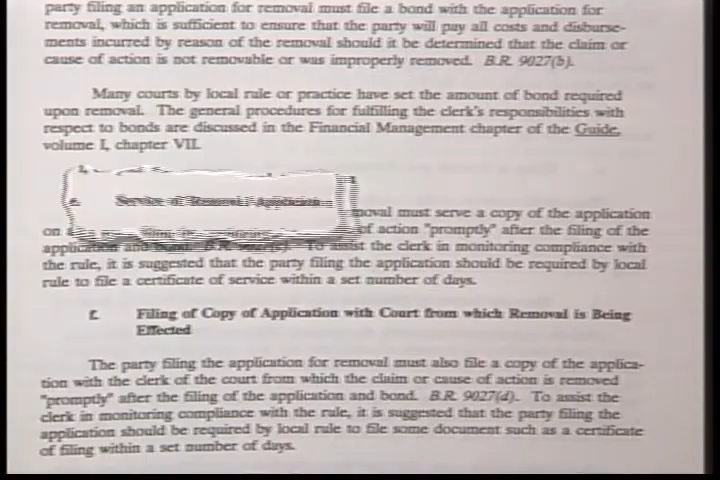 party filing an application for removal must file a bond with the application for
removal, which is sufficient to ensure that the party will pay all costs and disburse-
ments incurred by reason of the removal should it be determined that the claim or
cause of action is not removable or was improperly removed. B.R. 9027(b).
Many courts by local rule or practice have set the amount of bond required
upon removal. The general procedures for fulfilling the clerk's responsibilities with
respect to bonds are discussed in the Financial Management chapter of the Guide,
volume I, chapter VII.
e. Service of Removal Application
moval must serve a copy of the application
on of action "promptly" after the filing of the
application and bond. To assist the clerk in monitoring compliance with
the rule, it is suggested that the party filing the application should be required by local
rule to file a certificate of service within a set number of days.
f. Filing of Copy of Application with Court from which Removal is Being
Effected
The party filing the application for removal must also file a copy of the applica-
tion with the clerk of the court from which the claim or cause of action is removed
"promptly" after the filing of the application and bond. B.R. 9027(d). To assist the
clerk in monitoring compliance with the rule, it is suggested that the party filing the
application should be required by local rule to file some document such as a certificate
of filing within a set number of days.